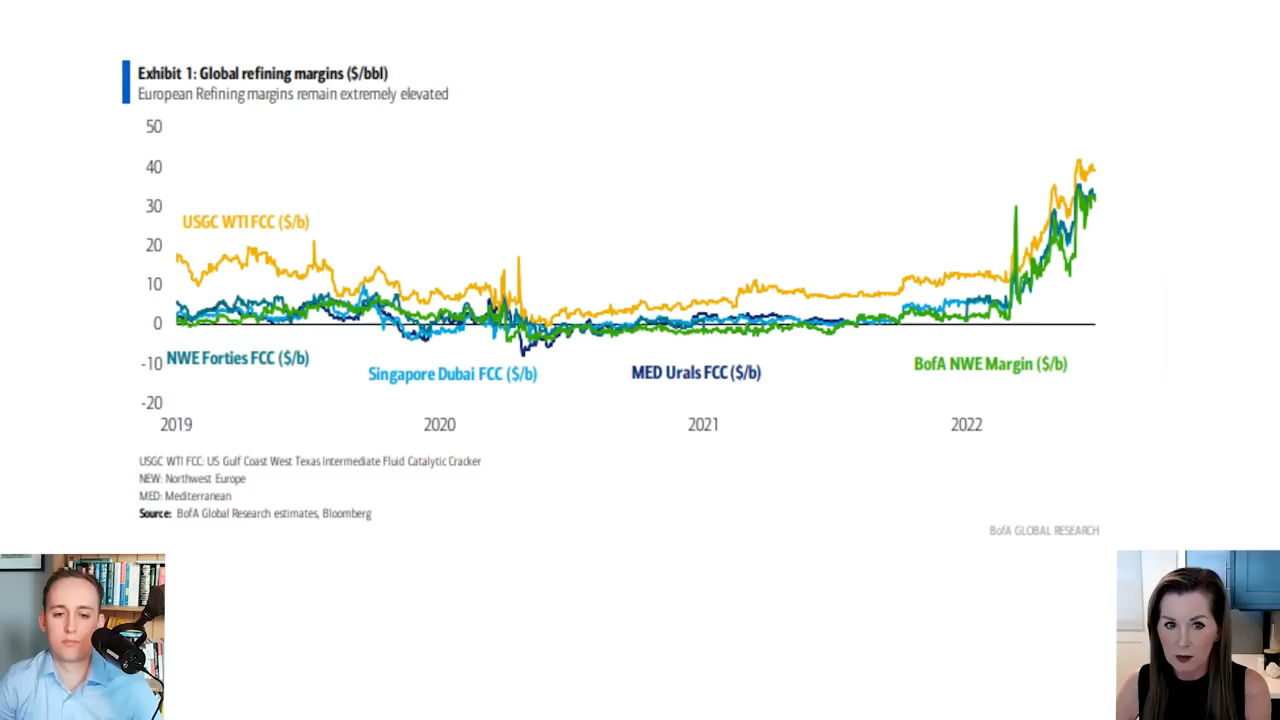 Exhibit 1: Global refining margins ($/bbl)
European Refining margins remain extremely elevated
50
40
30
20
10
0
-10
-20
USGC WTI FCC ($/b)
NWE Forties FCC ($/b)
Singapore Dubai FCC ($/b)
MED Urals FCC ($/b)
BofA NWE Margin ($/b)
2019 2020 2021 2022
USGC WTI FCC: US Gulf Coast West Texas Intermediate Fluid Catalytic Cracker
NEW: Northwest Europe
MED: Mediterranean
Source: BofA Global Research estimates, Bloomberg
BofA GLOBAL RESEARCH